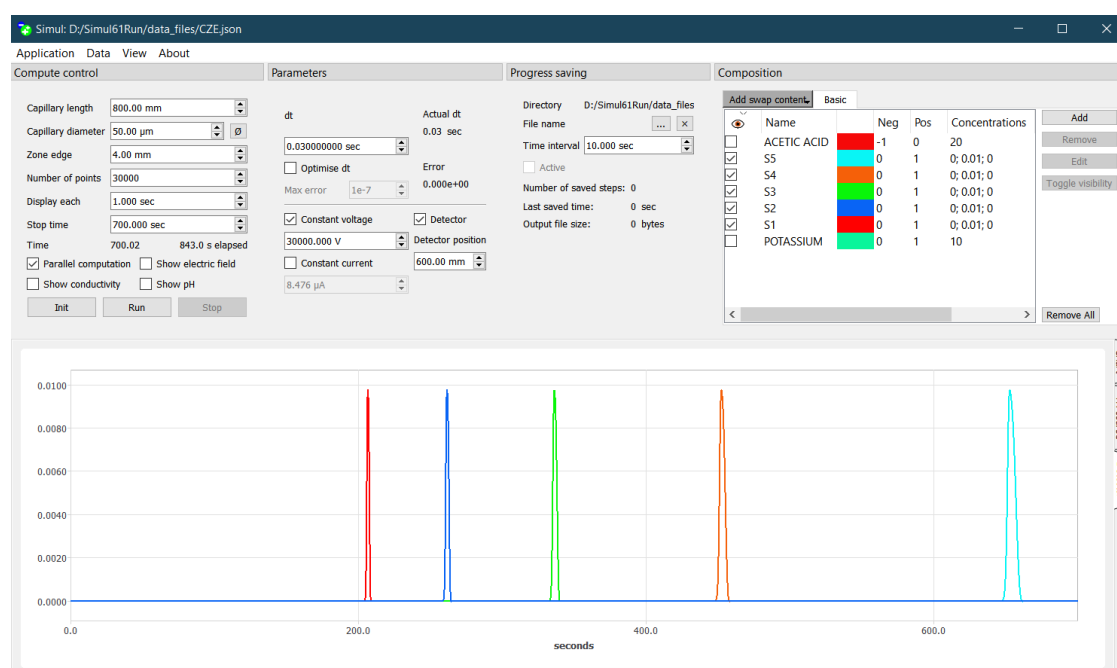 Simul: D:/Simul61Run/data_files/CZE.json
Application Data View About
Compute control
Capillary length 800.00 mm
Capillary diameter 50.00 µm ø
Zone edge 4.00 mm
Number of points 30000
Display each 1.000 sec
Stop time 700.000 sec
Time 700.02 843.0 s elapsed
Parallel computation Show electric field
Show conductivity Show pH
Init Run Stop
Parameters
dt Actual dt
0.030000000 sec 0.03 sec
Optimise dt Error
Max error 1e-7 0.000e+00
Constant voltage Detector
30000.000 V Detector position
Constant current 600.00 mm
8.476 µA
Progress saving
Directory D:/Simul61Run/data_files
File name ... ×
Time interval 10.000 sec
Active
Number of saved steps: 0
Last saved time: 0 sec
Output file size: 0 bytes
Composition
Add swap content Basic
Name Neg Pos Concentrations
ACETIC ACID -1 0 20
S5 0 1 0; 0.01; 0
S4 0 1 0; 0.01; 0
S3 0 1 0; 0.01; 0
S2 0 1 0; 0.01; 0
S1 0 1 0; 0.01; 0
POTASSIUM 0 1 10
Add
Remove
Edit
Toggle visibility
Remove All
0.0100
0.0080
0.0060
0.0040
0.0020
0.0000
0.0 200.0 400.0 600.0
seconds